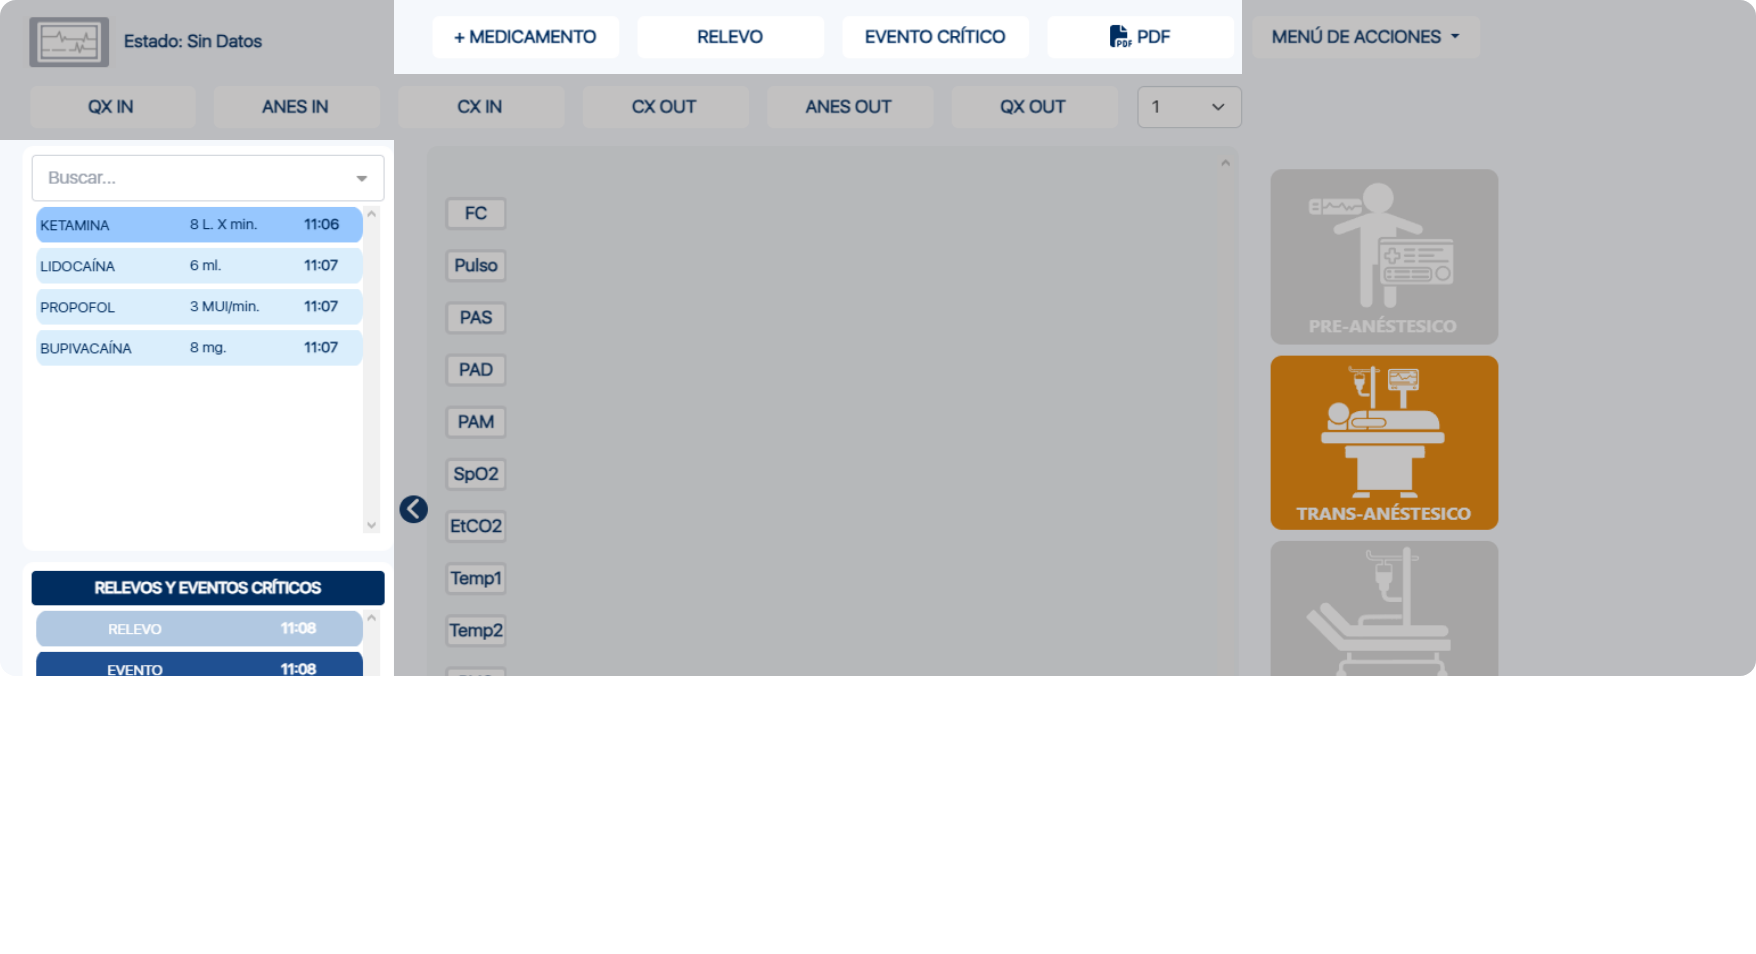 Estado: Sin Datos
+ MEDICAMENTO
RELEVO
EVENTO CRÍTICO
PDF PDF
MENÚ DE ACCIONES
QX IN
ANES IN
CX IN
CX OUT
ANES OUT
QX OUT
1
Buscar...
KETAMINA 8 L. X min. 11:06
LIDOCAÍNA 6 ml. 11:07
PROPOFOL 3 MUI/min. 11:07
BUPIVACAÍNA 8 mg. 11:07
RELEVOS Y EVENTOS CRÍTICOS
RELEVO 11:08
EVENTO 11:08
FC
Pulso
PAS
PAD
PAM
SpO2
EtCO2
Temp1
Temp2
PRE-ANÉSTESICO
TRANS-ANÉSTESICO